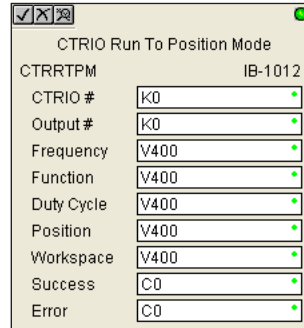 CTRIO Run To Position Mode
CTRRTPM IB-1012
CTRIO # K0
Output # K0
Frequency V400
Function V400
Duty Cycle V400
Position V400
Workspace V400
Success C0
Error C0